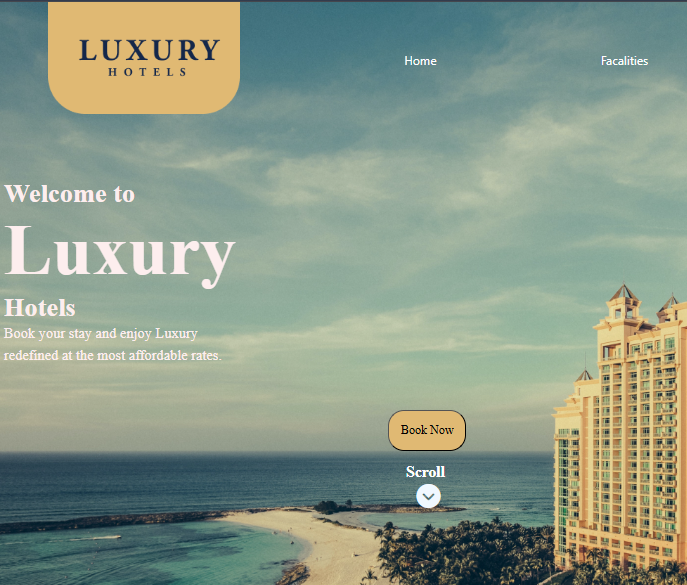 LUXURY
HOTELS
Home
Facalities
Welcome to
Luxury
Hotels
Book your stay and enjoy Luxury
redefined at the most affordable rates.
Book Now
Scroll